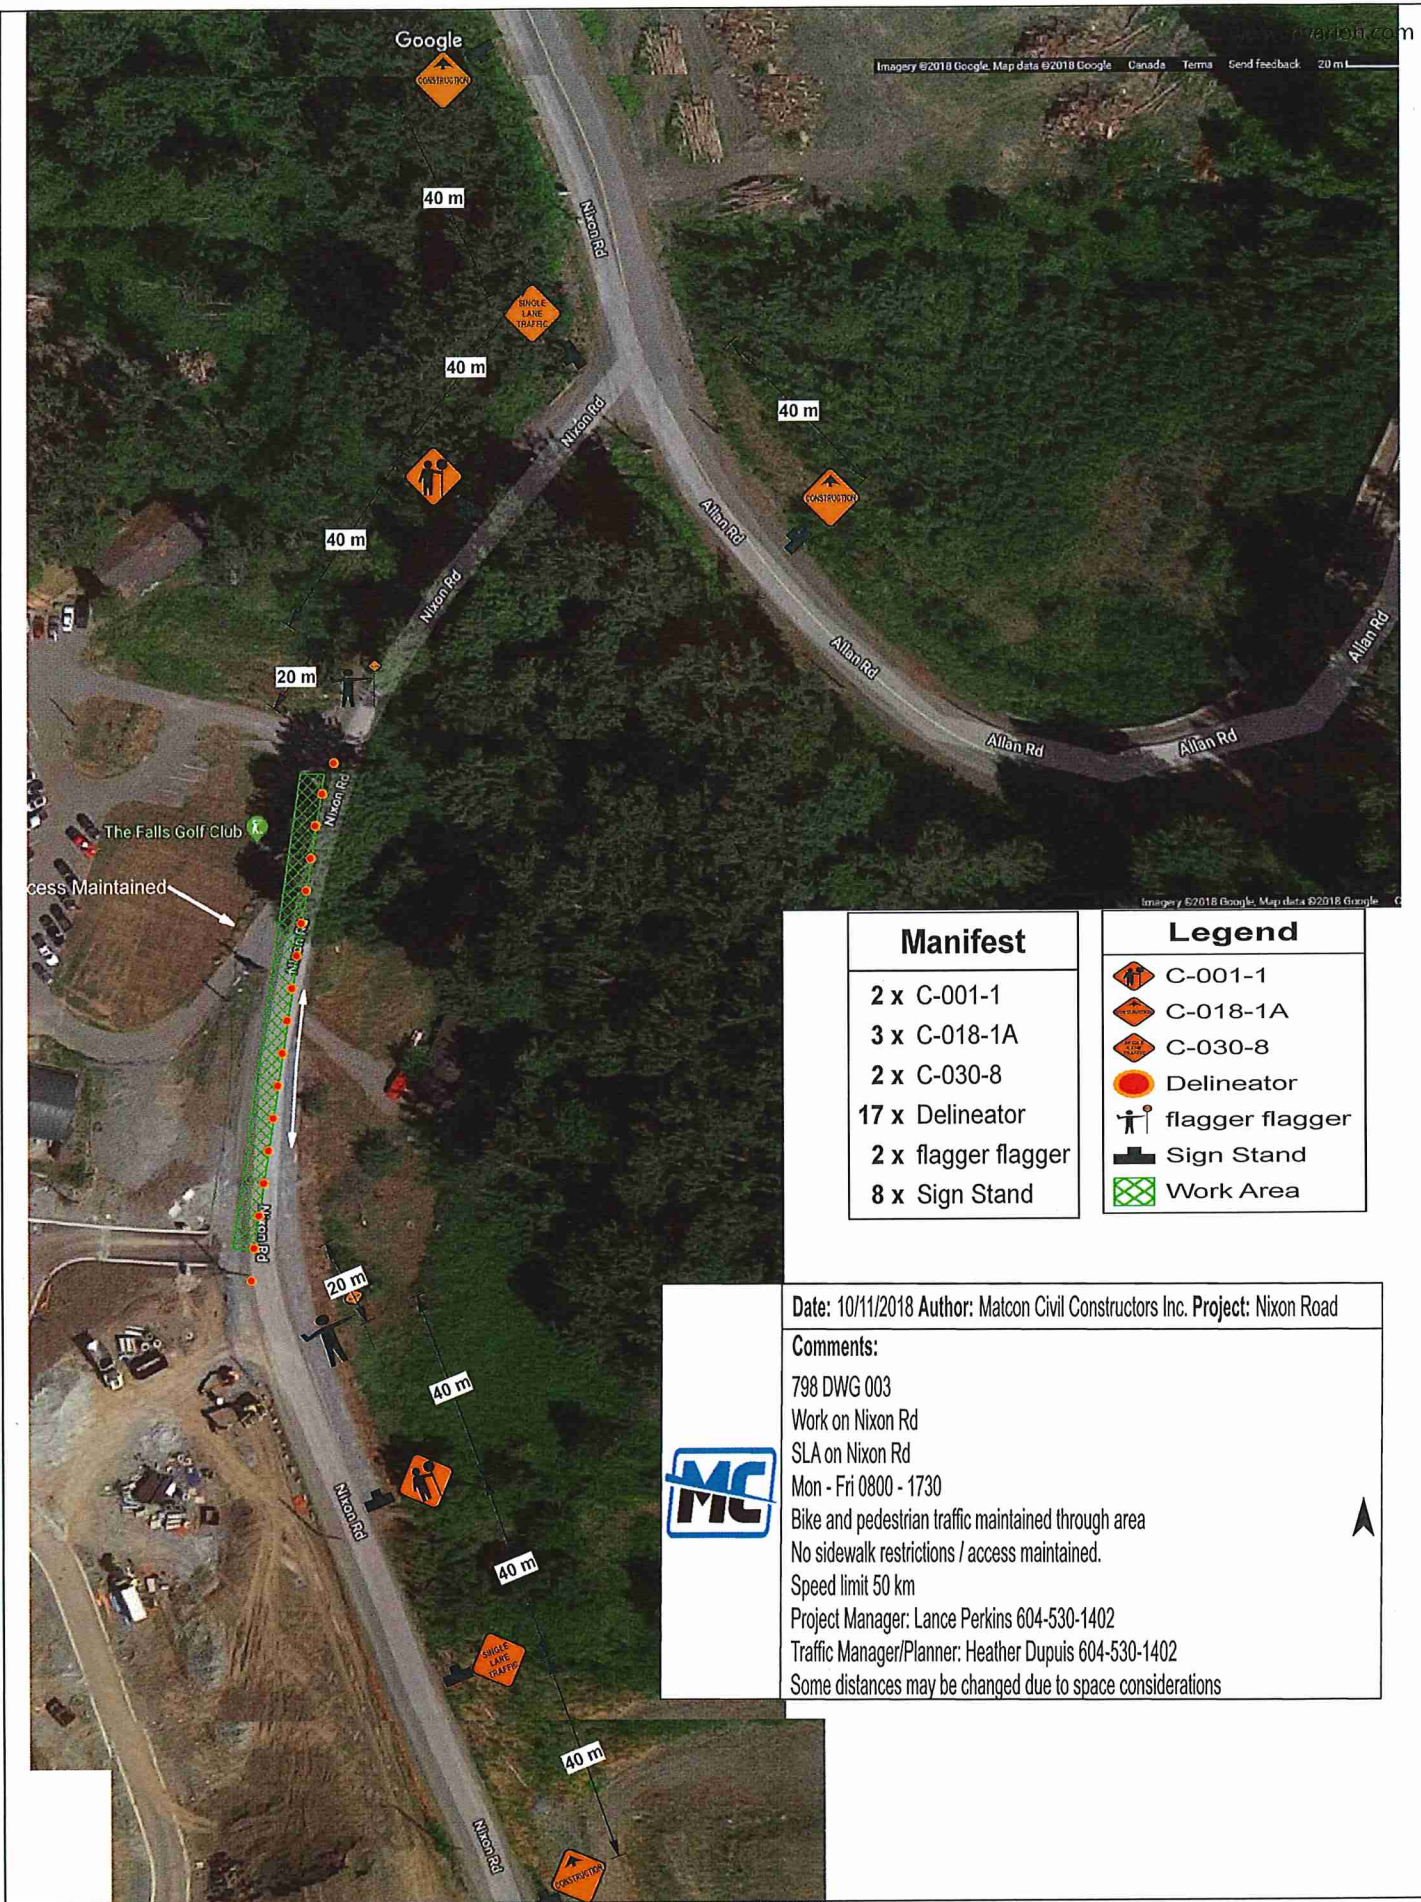 Google
varion.com
Imagery ©2018 Google, Map data ©2018 Google Canada Terms Send feedback 20 m
CONSTRUCTION
40 m
Nixon Rd
SINGLE LANE TRAFFIC
40 m
Nixon Rd
40 m
CONSTRUCTION
Allan Rd
40 m
Nixon Rd
Allan Rd
Allan Rd
20 m
Allan Rd
Allan Rd
Nixon Rd
The Falls Golf Club
cess Maintained
Imagery ©2018 Google, Map data ©2018 Google
Nixon Rd
Manifest
2 x C-001-1
3 x C-018-1A
2 x C-030-8
17 x Delineator
2 x flagger flagger
8 x Sign Stand
Legend
C-001-1
C-018-1A
C-030-8
Delineator
flagger flagger
Sign Stand
Work Area
Nixon Rd
20 m
40 m
Nixon Rd
40 m
SINGLE LANE TRAFFIC
40 m
Nixon Rd
CONSTRUCTION
MC
Date: 10/11/2018 Author: Matcon Civil Constructors Inc. Project: Nixon Road
Comments:
798 DWG 003
Work on Nixon Rd
SLA on Nixon Rd
Mon - Fri 0800 - 1730
Bike and pedestrian traffic maintained through area
No sidewalk restrictions / access maintained.
Speed limit 50 km
Project Manager: Lance Perkins 604-530-1402
Traffic Manager/Planner: Heather Dupuis 604-530-1402
Some distances may be changed due to space considerations